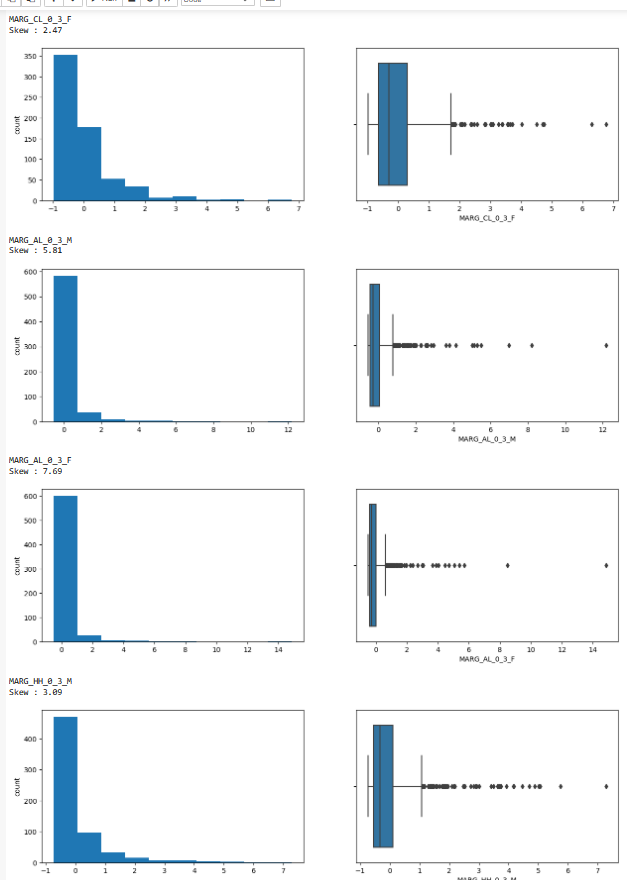 MARG_CL_0_3_F
Skew : 2.47
350
300
250
200
150
100
50
0
count
−1 0 1 2 3 4 5 6 7
−1 0 1 2 3 4 5 6 7
MARG_CL_0_3_F
MARG_AL_0_3_M
Skew : 5.81
600
500
400
300
200
100
0
count
0 2 4 6 8 10 12
0 2 4 6 8 10 12
MARG_AL_0_3_M
MARG_AL_0_3_F
Skew : 7.69
600
500
400
300
200
100
0
count
0 2 4 6 8 10 12 14
0 2 4 6 8 10 12 14
MARG_AL_0_3_F
MARG_HH_0_3_M
Skew : 3.09
400
300
200
100
0
count
−1 0 1 2 3 4 5 6 7
−1 0 1 2 3 4 5 6 7
MARG_HH_0_3_M